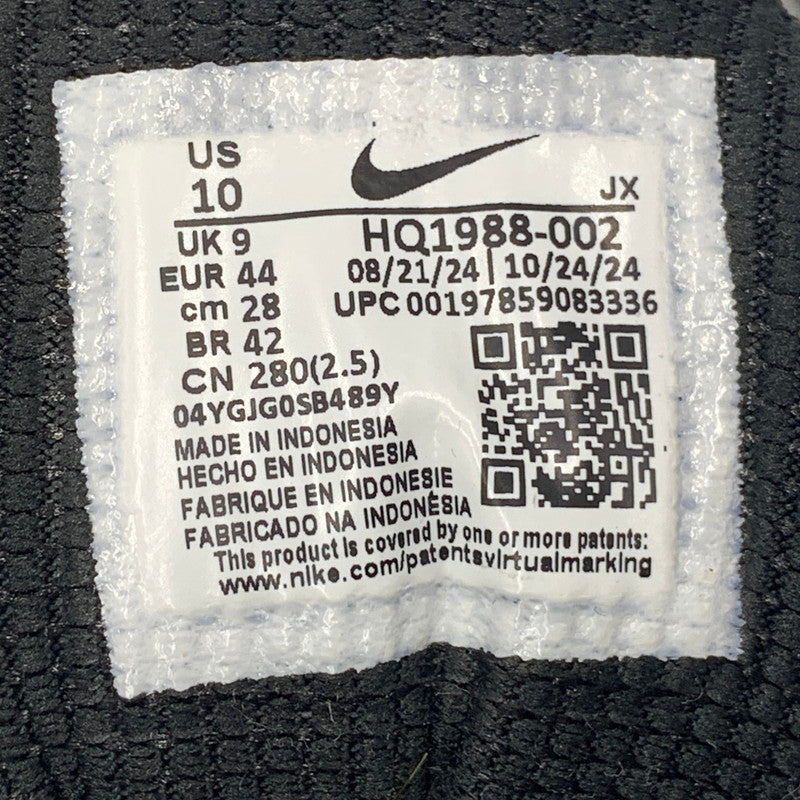 US
10
JX
UK 9
HQ1988-002
EUR 44
08/21/24 | 10/24/24
cm 28
UPC 00197859083336
BR 42
CN 280(2.5)
04YGJG0SB489Y
MADE IN INDONESIA
HECHO EN INDONESIA
FABRIQUE EN INDONESIE
FABRICADO NA INDONÉSIA
This product is covered by one or more patents:
www.nike.com/patentsvirtualmarking